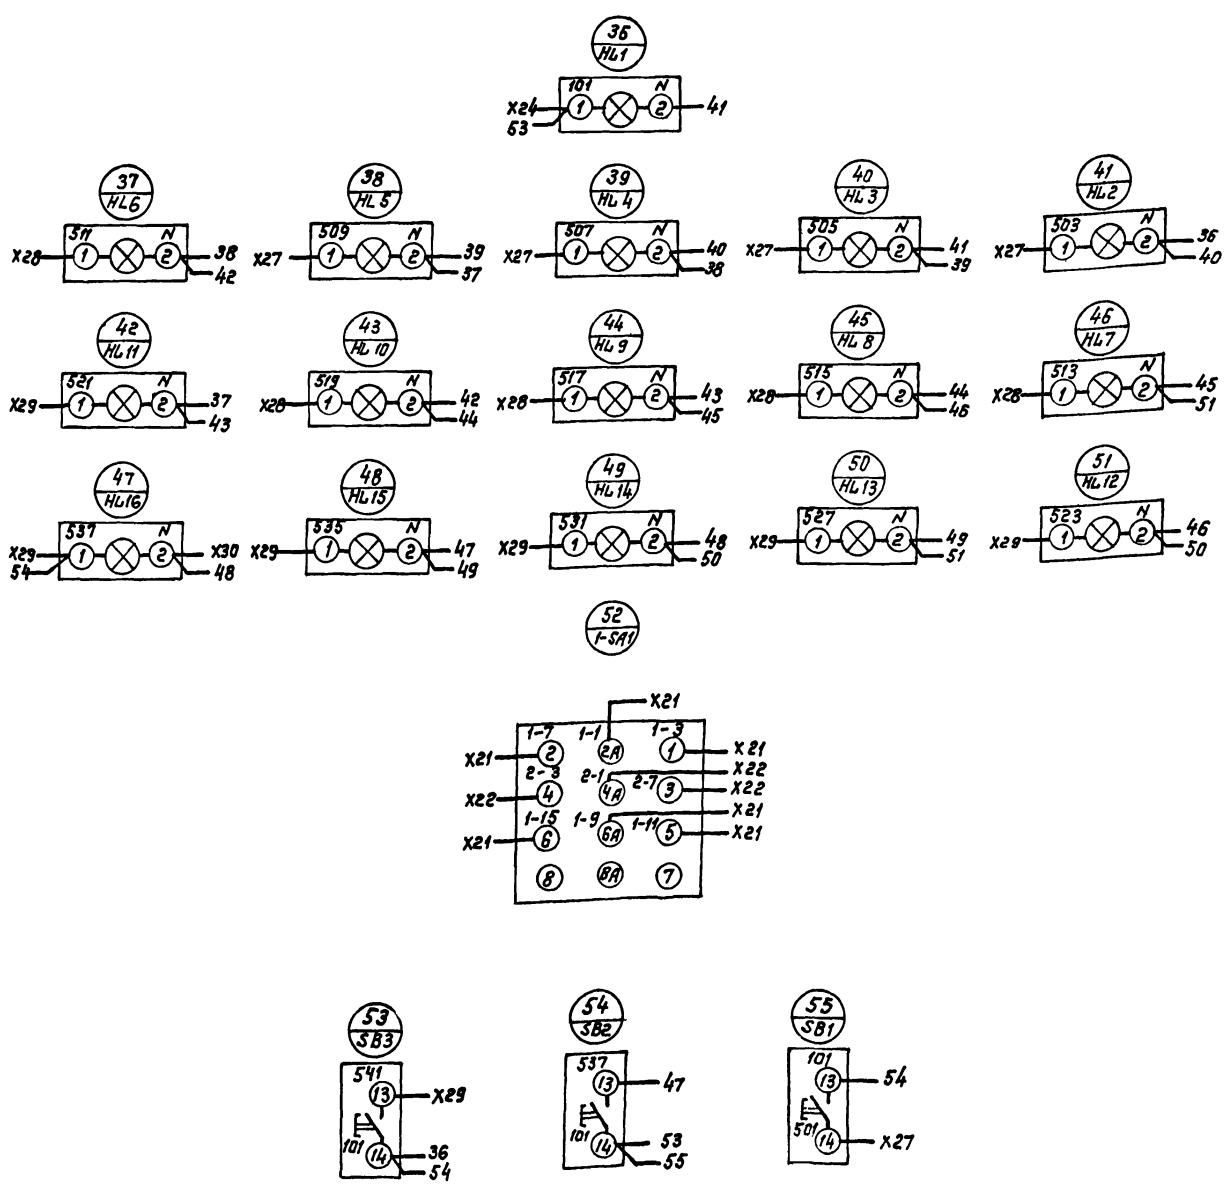 36
HL1
101 N
X24 1 2 41
53
37
HL6
511 N
X28 1 2 38
42
38
HL5
509 N
X27 1 2 39
37
39
HL4
507 N
X27 1 2 40
38
40
HL3
505 N
X27 1 2 41
39
41
HL2
503 N
X27 1 2 36
40
42
HL11
521 N
X29 1 2 37
43
43
HL10
519 N
X28 1 2 42
44
44
HL9
517 N
X28 1 2 43
45
45
HL8
515 N
X28 1 2 44
46
46
HL7
513 N
X28 1 2 45
51
47
HL16
537 N
X29 1 2 X30
54 48
48
HL15
535 N
X29 1 2 47
49
49
HL14
531 N
X29 1 2 48
50
50
HL13
527 N
X29 1 2 49
51
51
HL12
523 N
X29 1 2 46
50
52
1-SA1
X21
1-7 1-1 1-3
X21 2 2A 1 X21
X22
2-3 2-1 2-7
X22 4 4A 3 X22
X21
1-15 1-9 1-11
X21 6 6A 5 X21
8 8A 7
53
SB3
541
13 X29
101
14 36
54
54
SB2
537
13 47
101
14 53
55
55
SB1
101
13 54
501
14 X27